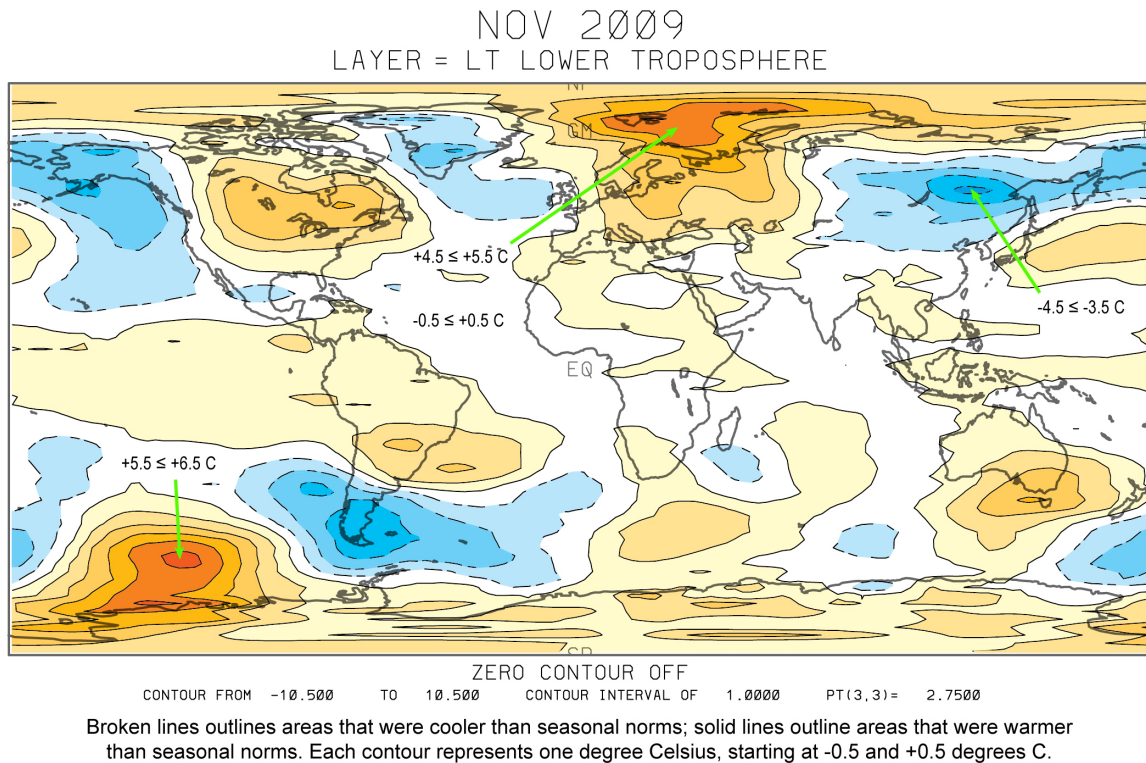 NOV 2009
LAYER = LT LOWER TROPOSPHERE
GM
+4.5 ≤ +5.5 C
-4.5 ≤ -3.5 C
-0.5 ≤ +0.5 C
EQ
+5.5 ≤ +6.5 C
ZERO CONTOUR OFF
CONTOUR FROM -10.500 TO 10.500 CONTOUR INTERVAL OF 1.0000 PT(3,3)= 2.7500
Broken lines outlines areas that were cooler than seasonal norms; solid lines outline areas that were warmer
than seasonal norms. Each contour represents one degree Celsius, starting at -0.5 and +0.5 degrees C.